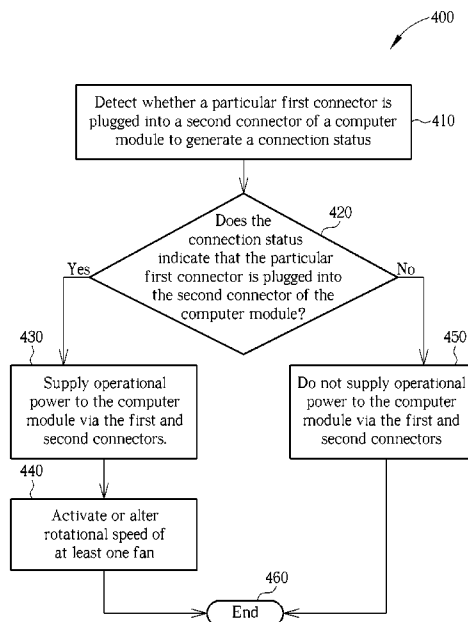 400
Detect whether a particular first connector is
plugged into a second connector of a computer
module to generate a connection status
410
420
Does the
connection status
indicate that the particular
first connector is plugged into
the second connector of the
computer module?
Yes
No
430
Supply operational
power to the computer
module via the first and
second connectors.
450
Do not supply operational
power to the computer
module via the first and
second connectors
440
Activate or alter
rotational speed of
at least one fan
460
End